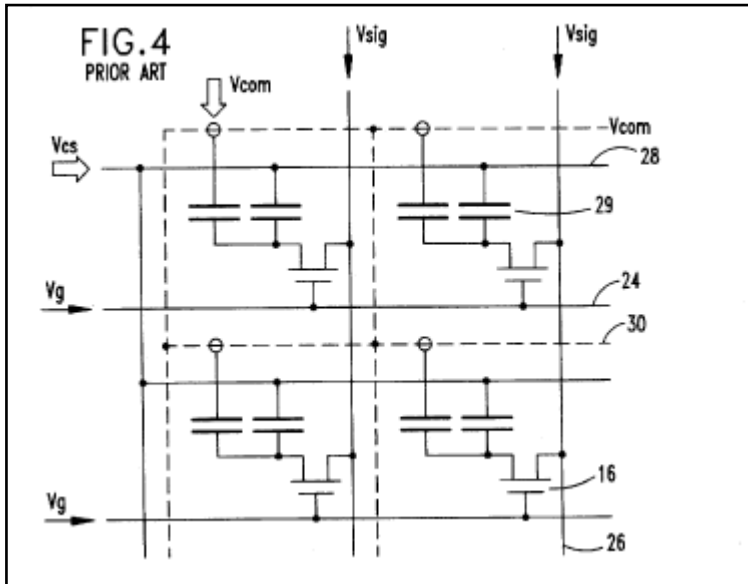 FIG.4
PRIOR ART
Vsig
Vsig
Vcom
Vcom
Vcs
28
29
Vg
24
30
16
Vg
26